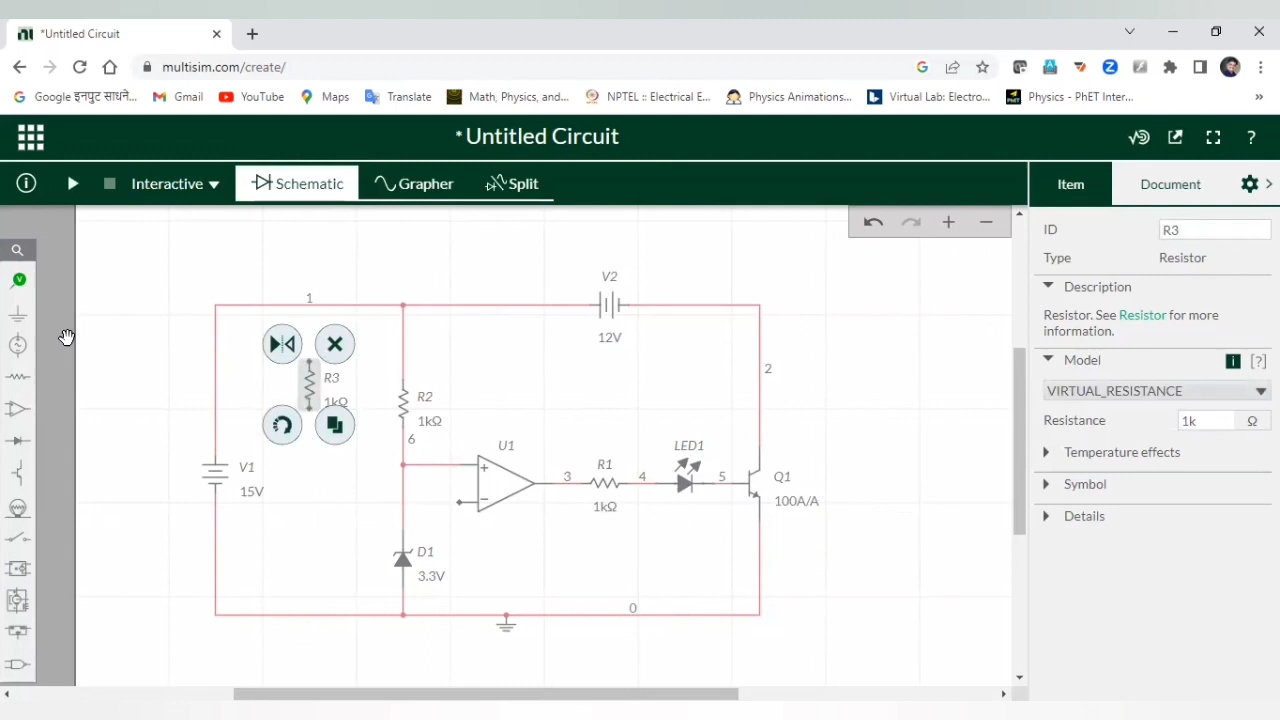 *Untitled Circuit
multisim.com/create/
Google इनपुट साधने...
Gmail
YouTube
Maps
Translate
Math, Physics, and...
NPTEL :: Electrical E...
Physics Animations...
Virtual Lab: Electro...
Physics - PhET Inter...
»
*Untitled Circuit
?
Interactive
Schematic
Grapher
Split
Item
Document
ID
R3
Type
Resistor
Description
Resistor. See Resistor for more
information.
Model
i
[?]
VIRTUAL_RESISTANCE
Resistance
1k
Ω
Temperature effects
Symbol
Details
V2
1
12V
2
R3
1kΩ
R2
1kΩ
6
U1
LED1
V1
15V
3
R1
1kΩ
4
5
Q1
100A/A
D1
3.3V
0